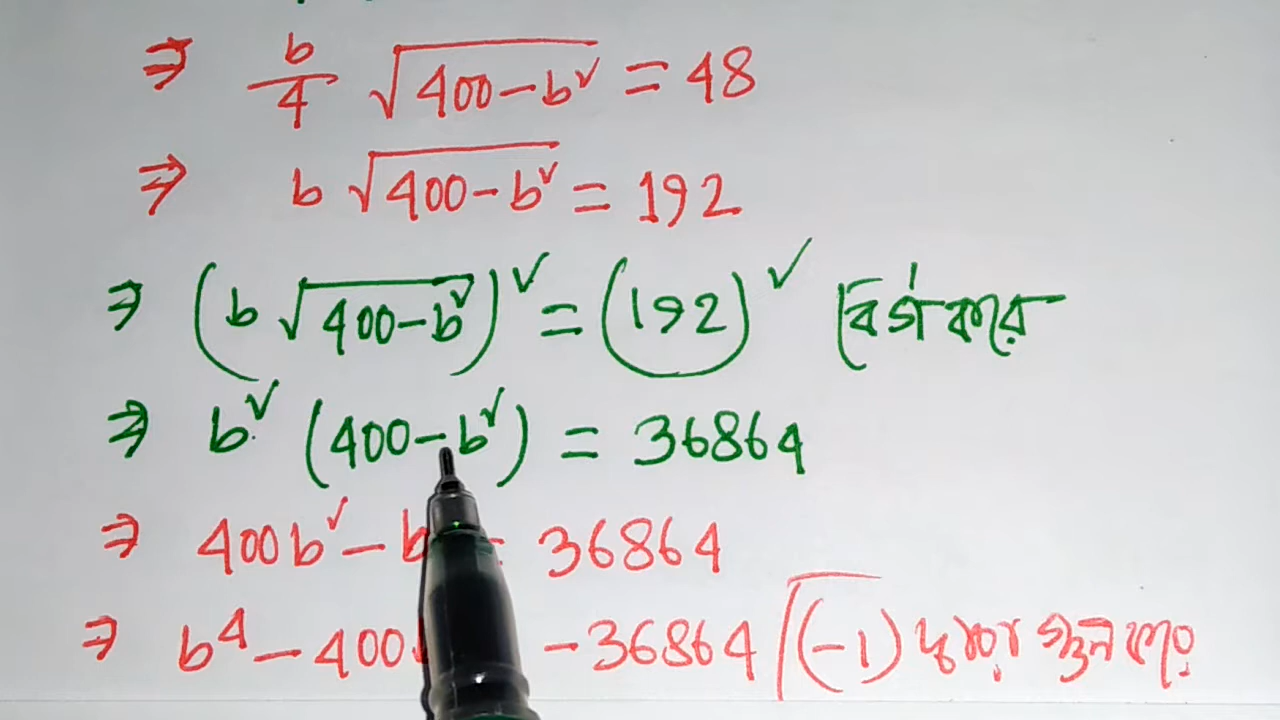 ⇒ b/4 √(400-b²) = 48
⇒ b √(400-b²) = 192
⇒ (b √(400-b²))² = (192)² বর্গ করে
⇒ b² (400-b²) = 36864
⇒ 400b² - b = 36864
⇒ b⁴ - 400 -36864 | (-1) দ্বারা গুন করে